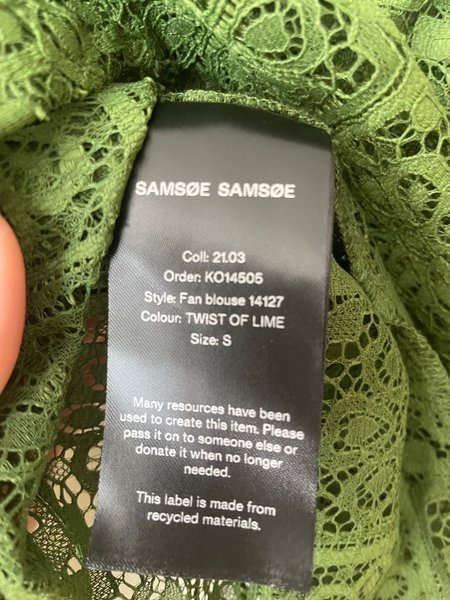 SAMSØE SAMSØE
Coll: 21.03
Order: KO14505
Style: Fan blouse 14127
Colour: TWIST OF LIME
Size: S
Many resources have been
used to create this item. Please
pass it on to someone else or
donate it when no longer
needed.
This label is made from
recycled materials.